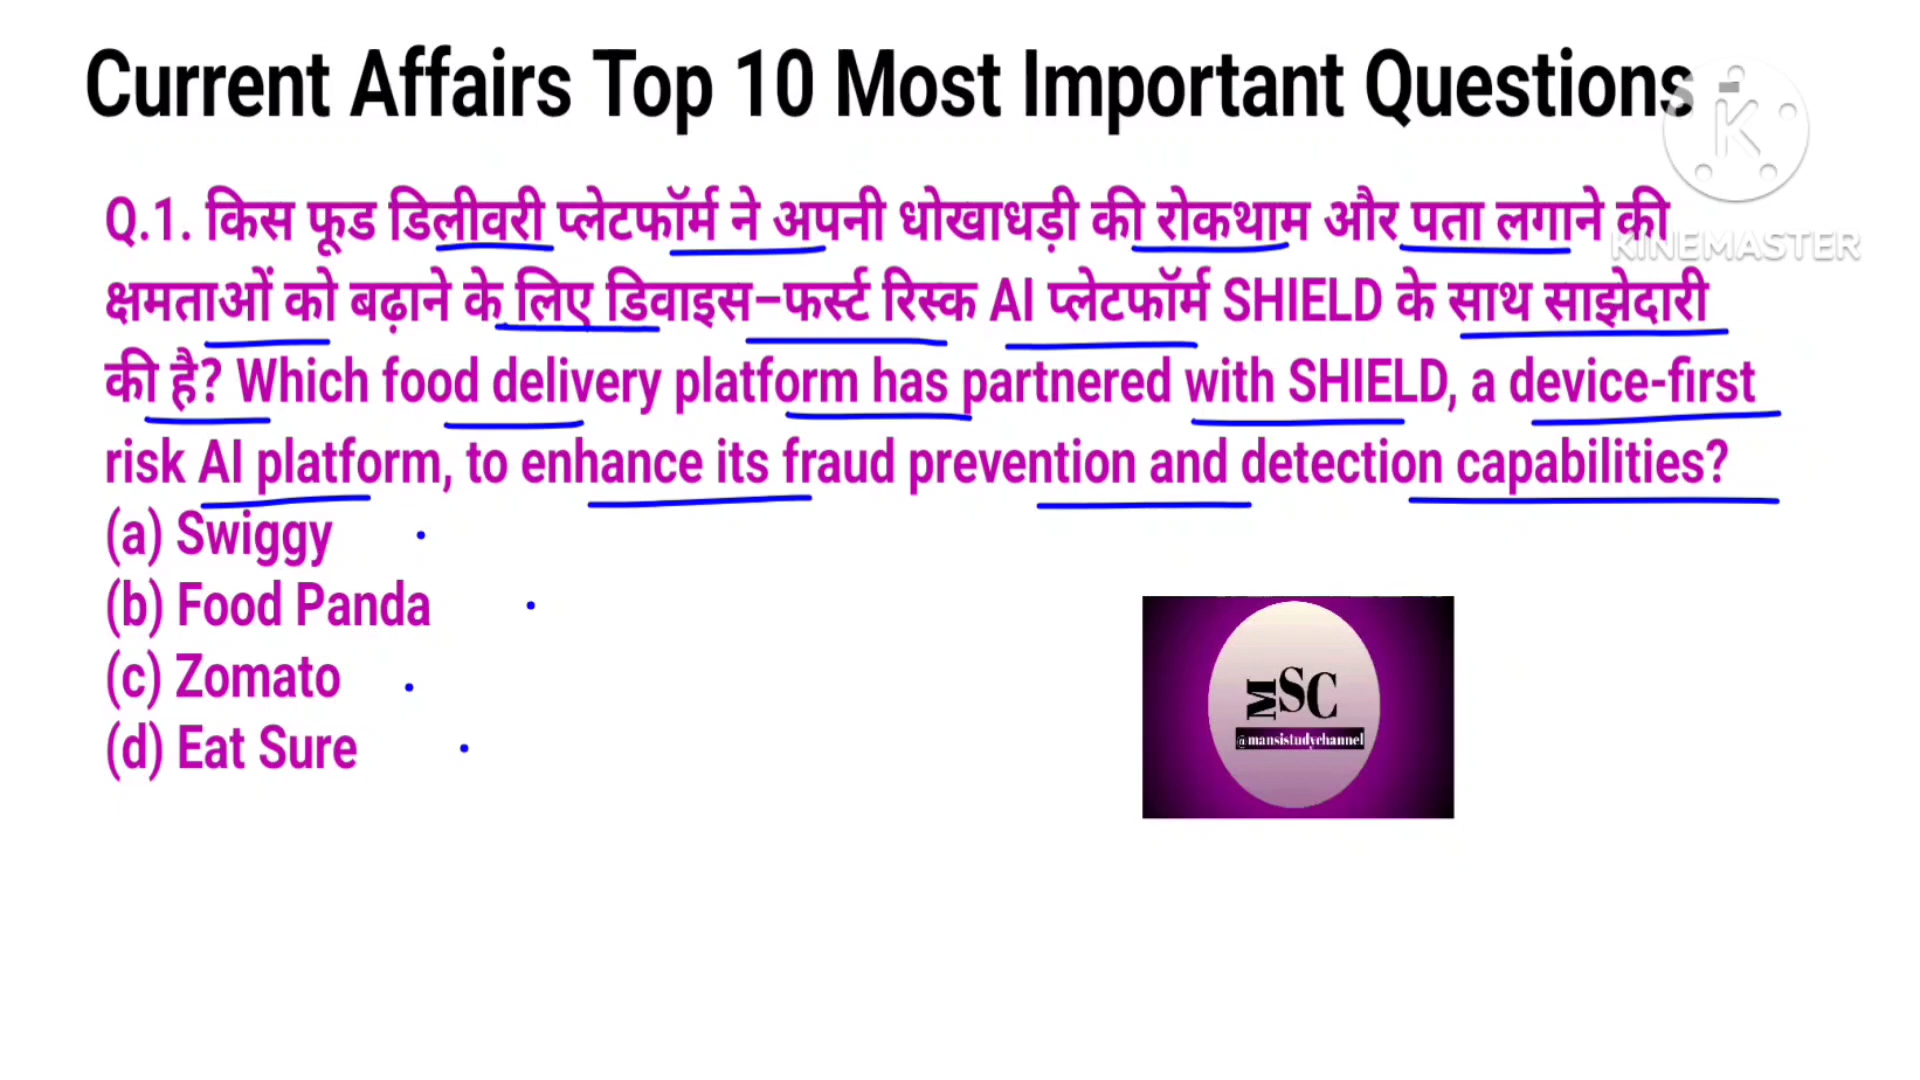 Current Affairs Top 10 Most Important Questions -
Q.1. किस फूड डिलीवरी प्लेटफॉर्म ने अपनी धोखाधड़ी की रोकथाम और पता लगाने की
क्षमताओं को बढ़ाने के लिए डिवाइस–फर्स्ट रिस्क AI प्लेटफॉर्म SHIELD के साथ साझेदारी
की है? Which food delivery platform has partnered with SHIELD, a device-first
risk AI platform, to enhance its fraud prevention and detection capabilities?
(a) Swiggy
(b) Food Panda
(c) Zomato
(d) Eat Sure
K
KINEMASTER
MSC
@mansistudychannel